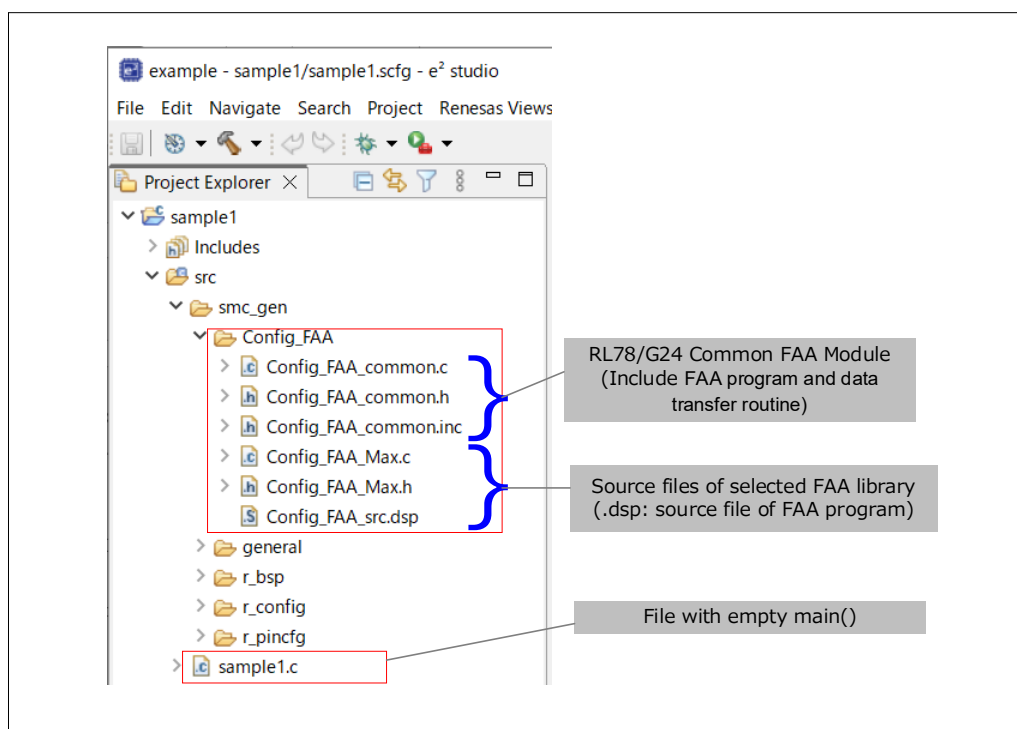 example - sample1/sample1.scfg - e² studio
File Edit Navigate Search Project Renesas Views
Project Explorer
sample1
Includes
src
smc_gen
Config_FAA
Config_FAA_common.c
Config_FAA_common.h
Config_FAA_common.inc
Config_FAA_Max.c
Config_FAA_Max.h
Config_FAA_src.dsp
general
r_bsp
r_config
r_pincfg
sample1.c
RL78/G24 Common FAA Module
(Include FAA program and data
transfer routine)
Source files of selected FAA library
(.dsp: source file of FAA program)
File with empty main()